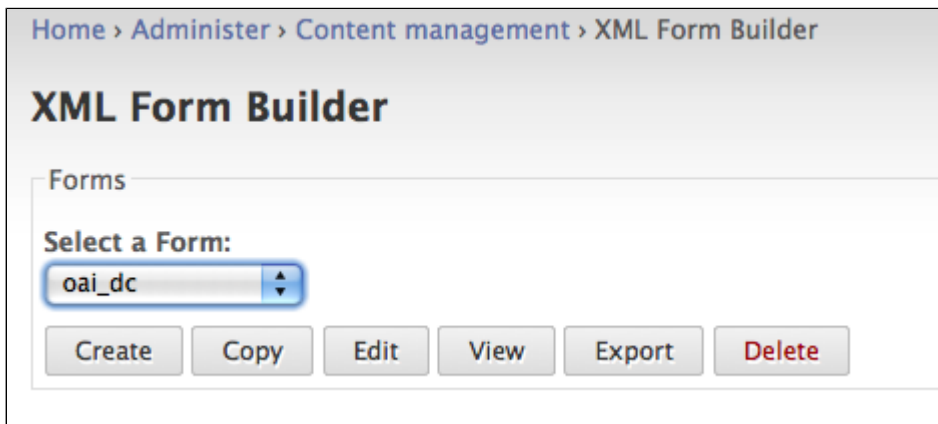 Home › Administer › Content management › XML Form Builder
XML Form Builder
Forms
Select a Form:
oai_dc
Create Copy Edit View Export Delete